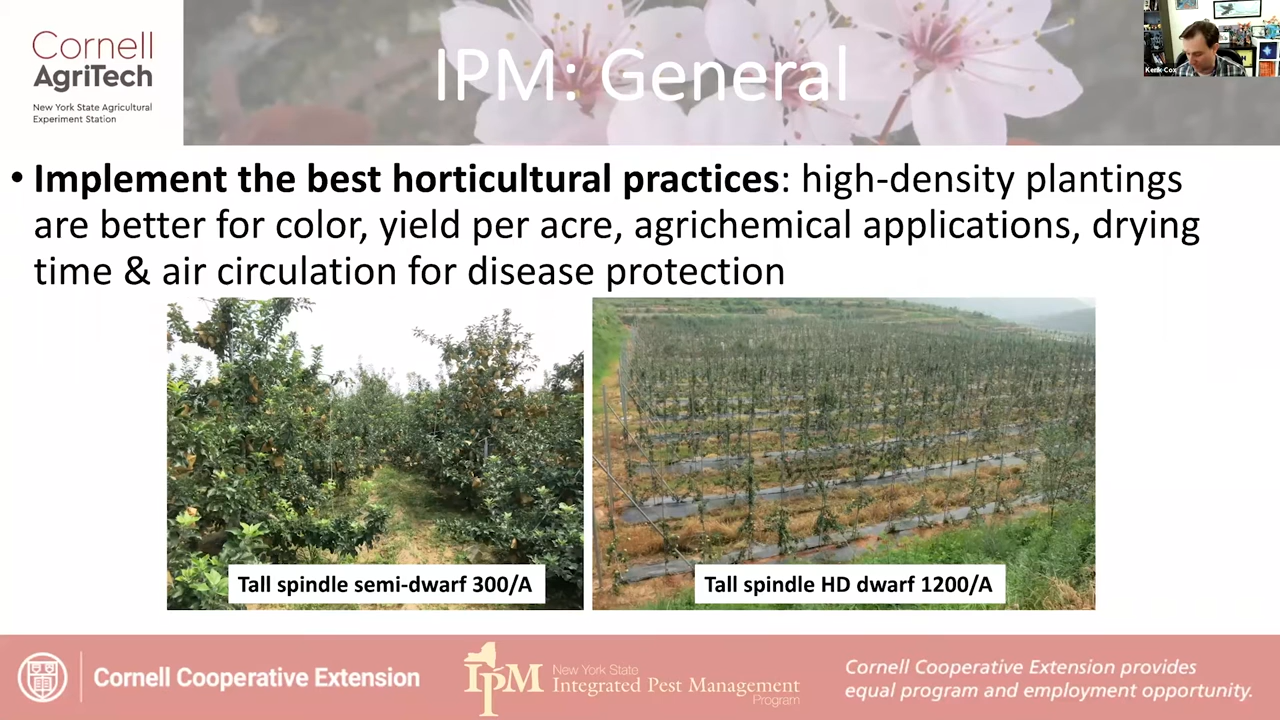 Cornell
AgriTech
New York State Agricultural
Experiment Station
IPM: General
Kerik Cox
• Implement the best horticultural practices: high-density plantings
are better for color, yield per acre, agrichemical applications, drying
time & air circulation for disease protection
Tall spindle semi-dwarf 300/A
Tall spindle HD dwarf 1200/A
Cornell Cooperative Extension
IPM
New York State
Integrated Pest Management
Program
Cornell Cooperative Extension provides
equal program and employment opportunity.